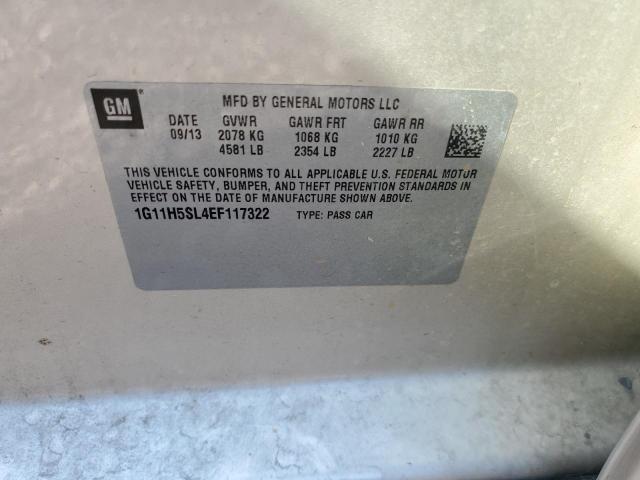 GM
MFD BY GENERAL MOTORS LLC
DATE GVWR GAWR FRT GAWR RR
09/13 2078 KG 1068 KG 1010 KG
4581 LB 2354 LB 2227 LB
THIS VEHICLE CONFORMS TO ALL APPLICABLE U.S. FEDERAL MOTOR
VEHICLE SAFETY, BUMPER, AND THEFT PREVENTION STANDARDS IN
EFFECT ON THE DATE OF MANUFACTURE SHOWN ABOVE.
1G11H5SL4EF117322 TYPE: PASS CAR